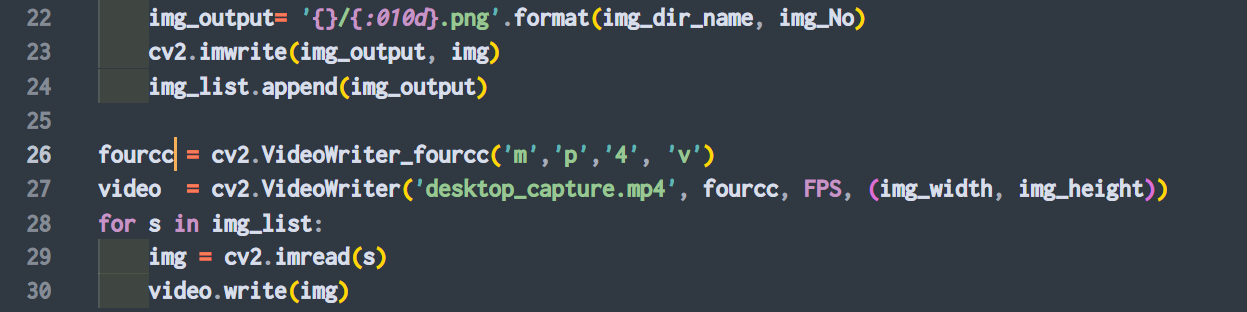 22 img_output= '{}/{:010d}.png'.format(img_dir_name, img_No)
23 cv2.imwrite(img_output, img)
24 img_list.append(img_output)
25
26 fourcc = cv2.VideoWriter_fourcc('m','p','4', 'v')
27 video  = cv2.VideoWriter('desktop_capture.mp4', fourcc, FPS, (img_width, img_height))
28 for s in img_list:
29 img = cv2.imread(s)
30 video.write(img)